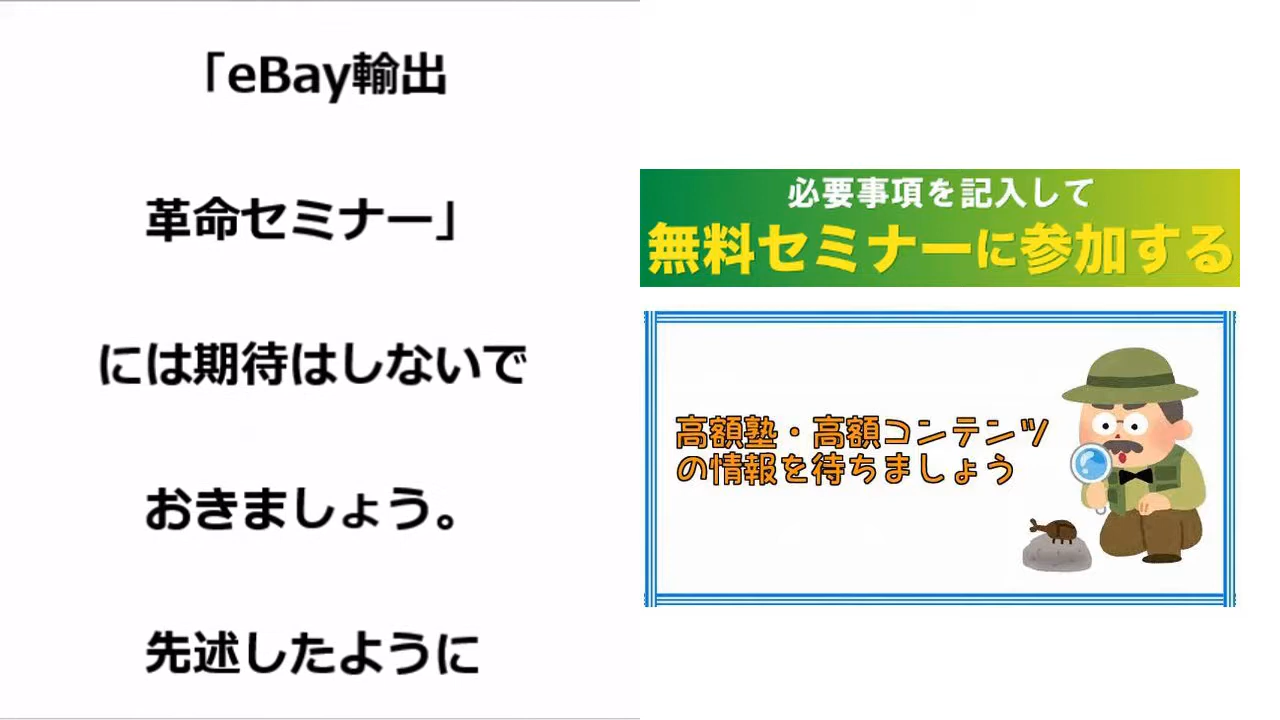 「eBay輸出
革命セミナー」
には期待はしないで
おきましょう。
先述したように
必要事項を記入して
無料セミナーに参加する
高額塾・高額コンテンツ
の情報を待ちましょう